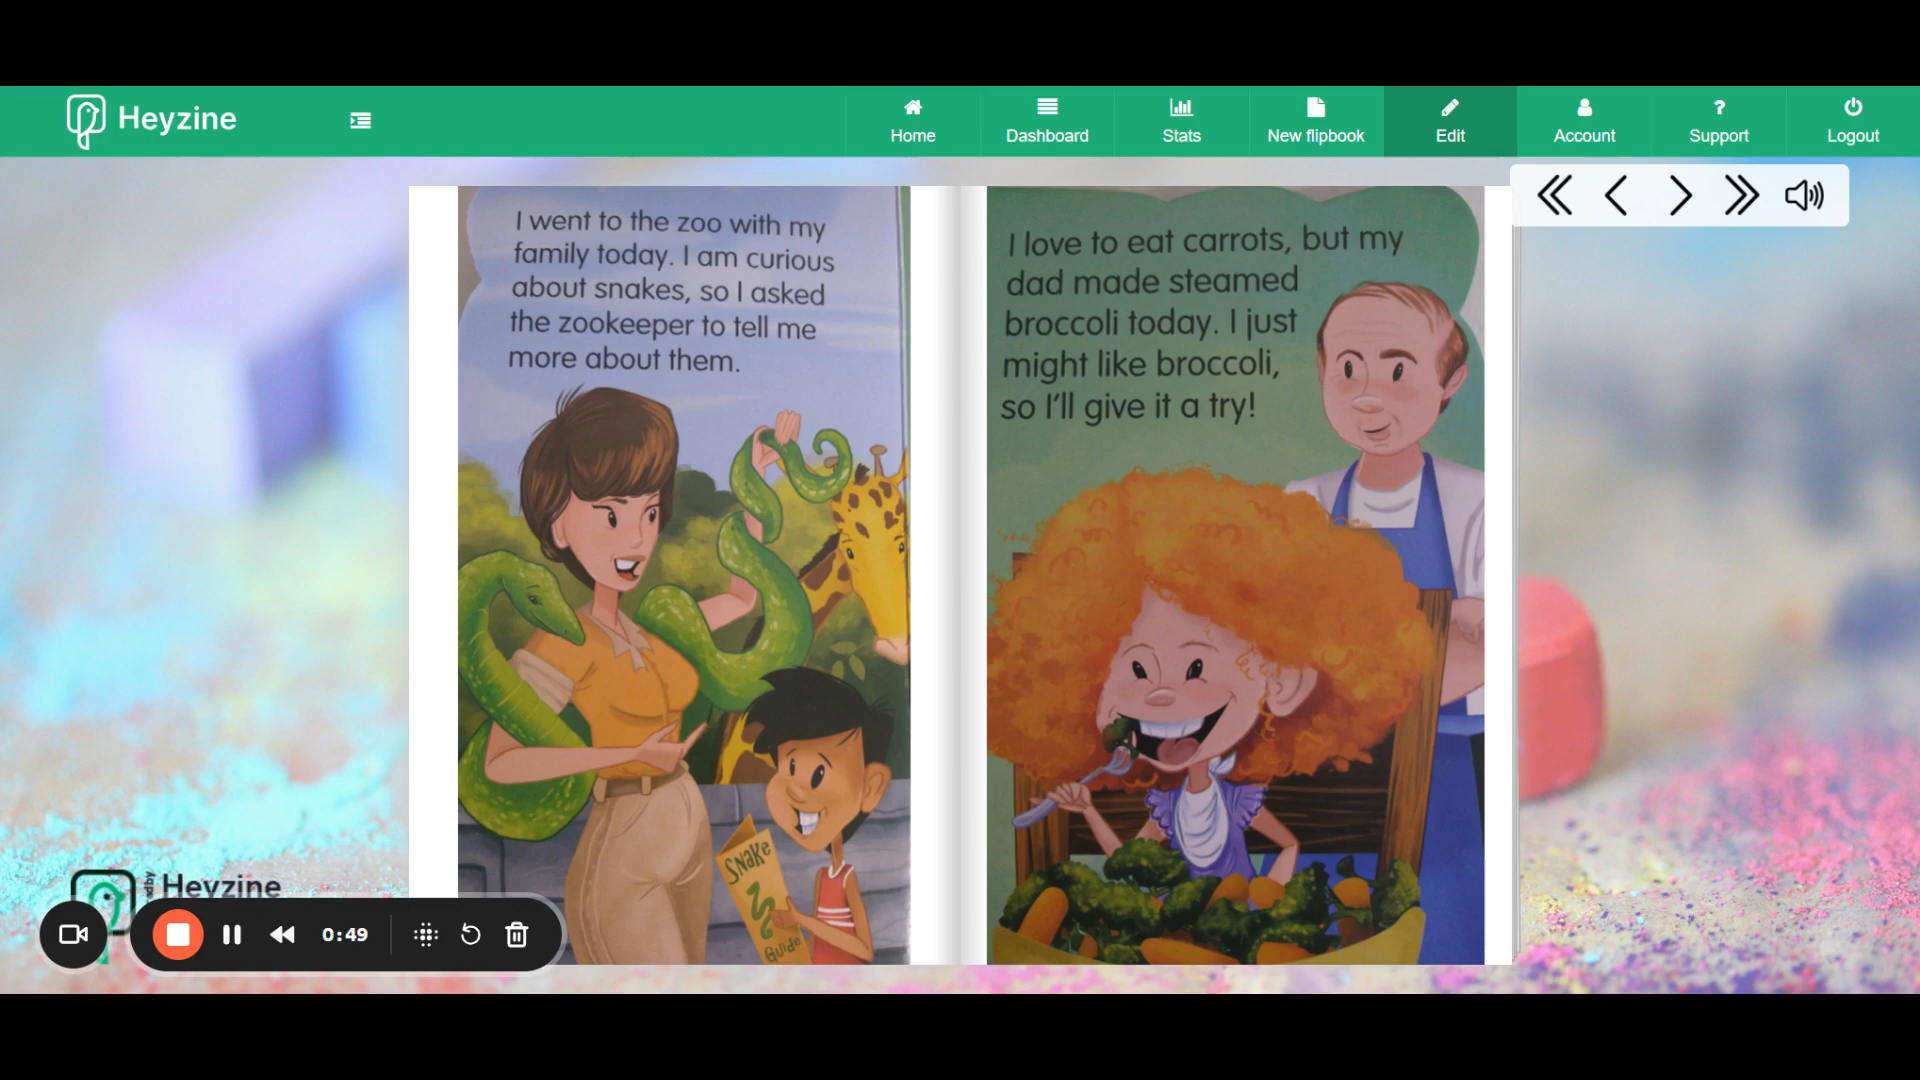 Heyzine
Home
Dashboard
Stats
New flipbook
Edit
Account
Support
Logout
I went to the zoo with my
family today. I am curious
about snakes, so I asked
the zookeeper to tell me
more about them.
Snake
Guide
I love to eat carrots, but my
dad made steamed
broccoli today. I just
might like broccoli,
so I'll give it a try!
Heyzine
0:49